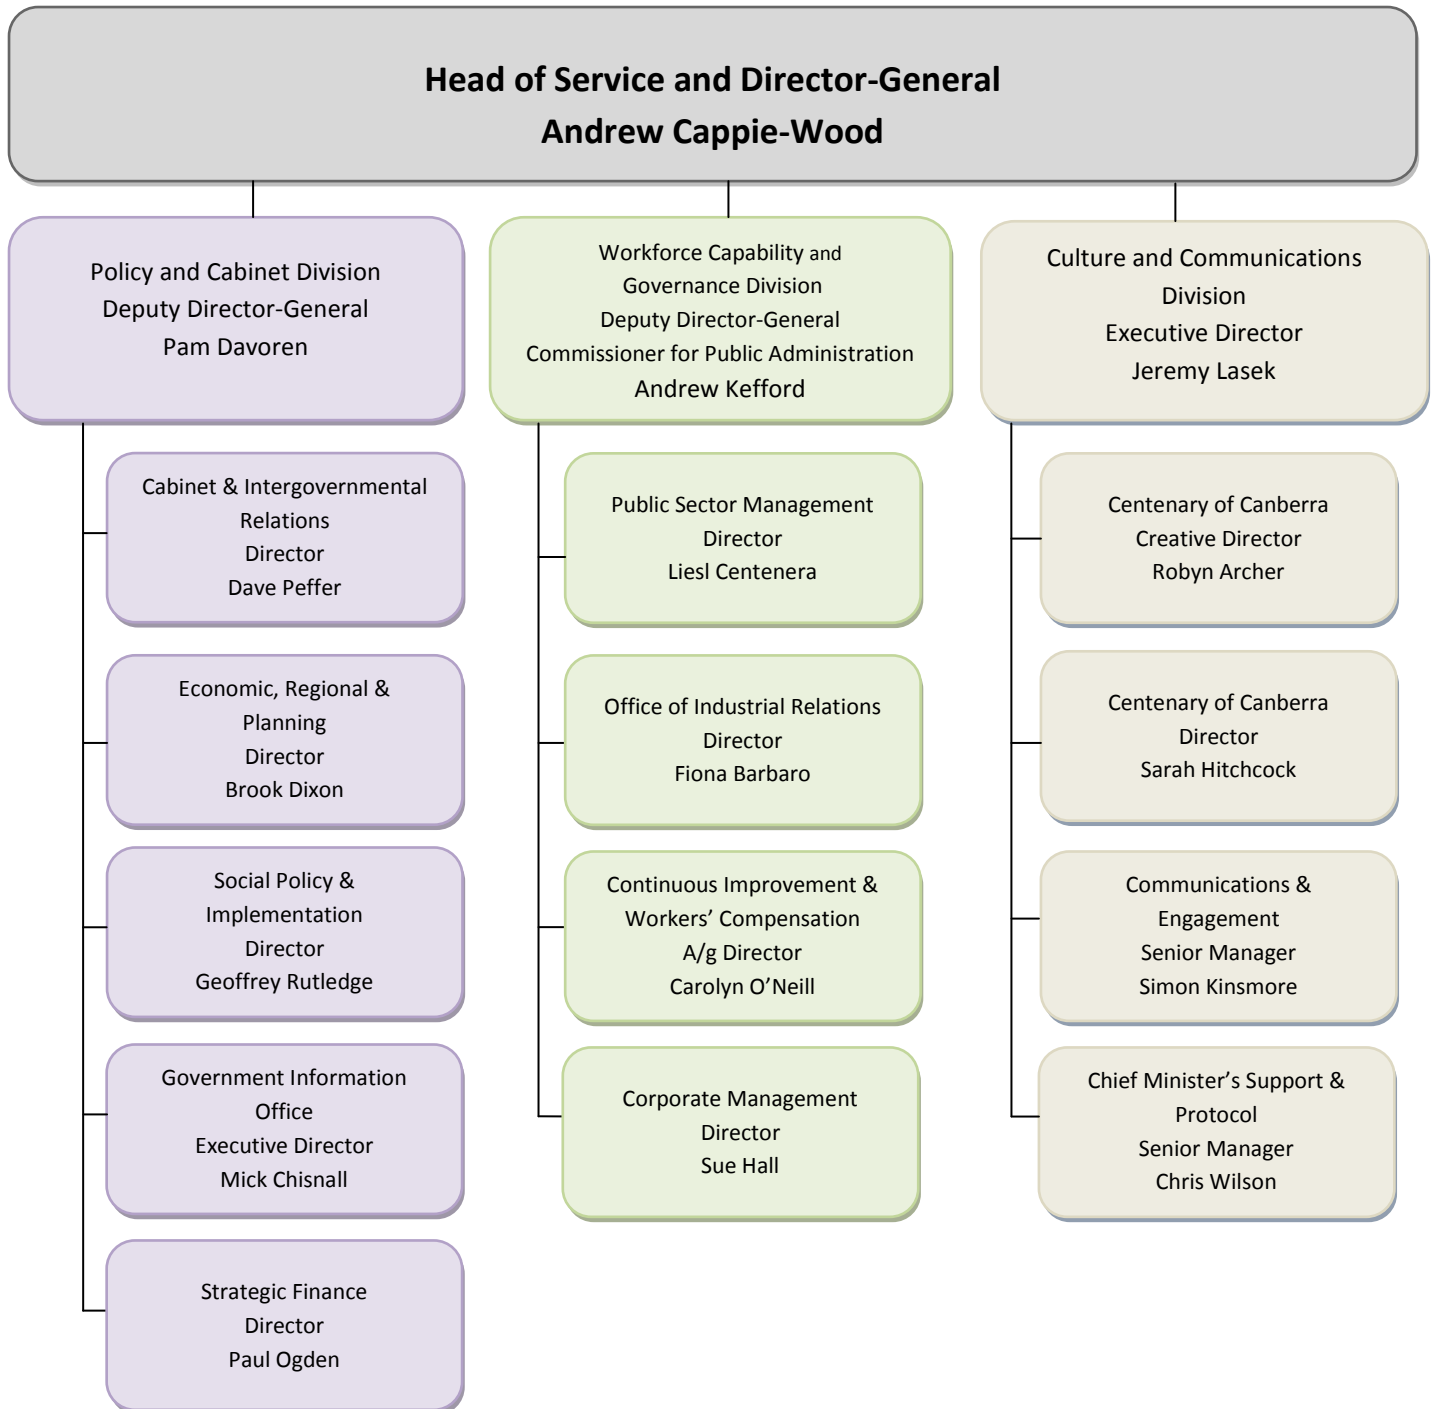 Head of Service and Director-General
Andrew Cappie-Wood
Policy and Cabinet Division
Deputy Director-General
Pam Davoren
Cabinet & Intergovernmental
Relations
Director
Dave Peffer
Economic, Regional &
Planning
Director
Brook Dixon
Social Policy &
Implementation
Director
Geoffrey Rutledge
Government Information
Office
Executive Director
Mick Chisnall
Strategic Finance
Director
Paul Ogden
Workforce Capability and
Governance Division
Deputy Director-General
Commissioner for Public Administration
Andrew Kefford
Public Sector Management
Director
Liesl Centenera
Office of Industrial Relations
Director
Fiona Barbaro
Continuous Improvement &
Workers’ Compensation
A/g Director
Carolyn O’Neill
Corporate Management
Director
Sue Hall
Culture and Communications
Division
Executive Director
Jeremy Lasek
Centenary of Canberra
Creative Director
Robyn Archer
Centenary of Canberra
Director
Sarah Hitchcock
Communications &
Engagement
Senior Manager
Simon Kinsmore
Chief Minister’s Support &
Protocol
Senior Manager
Chris Wilson